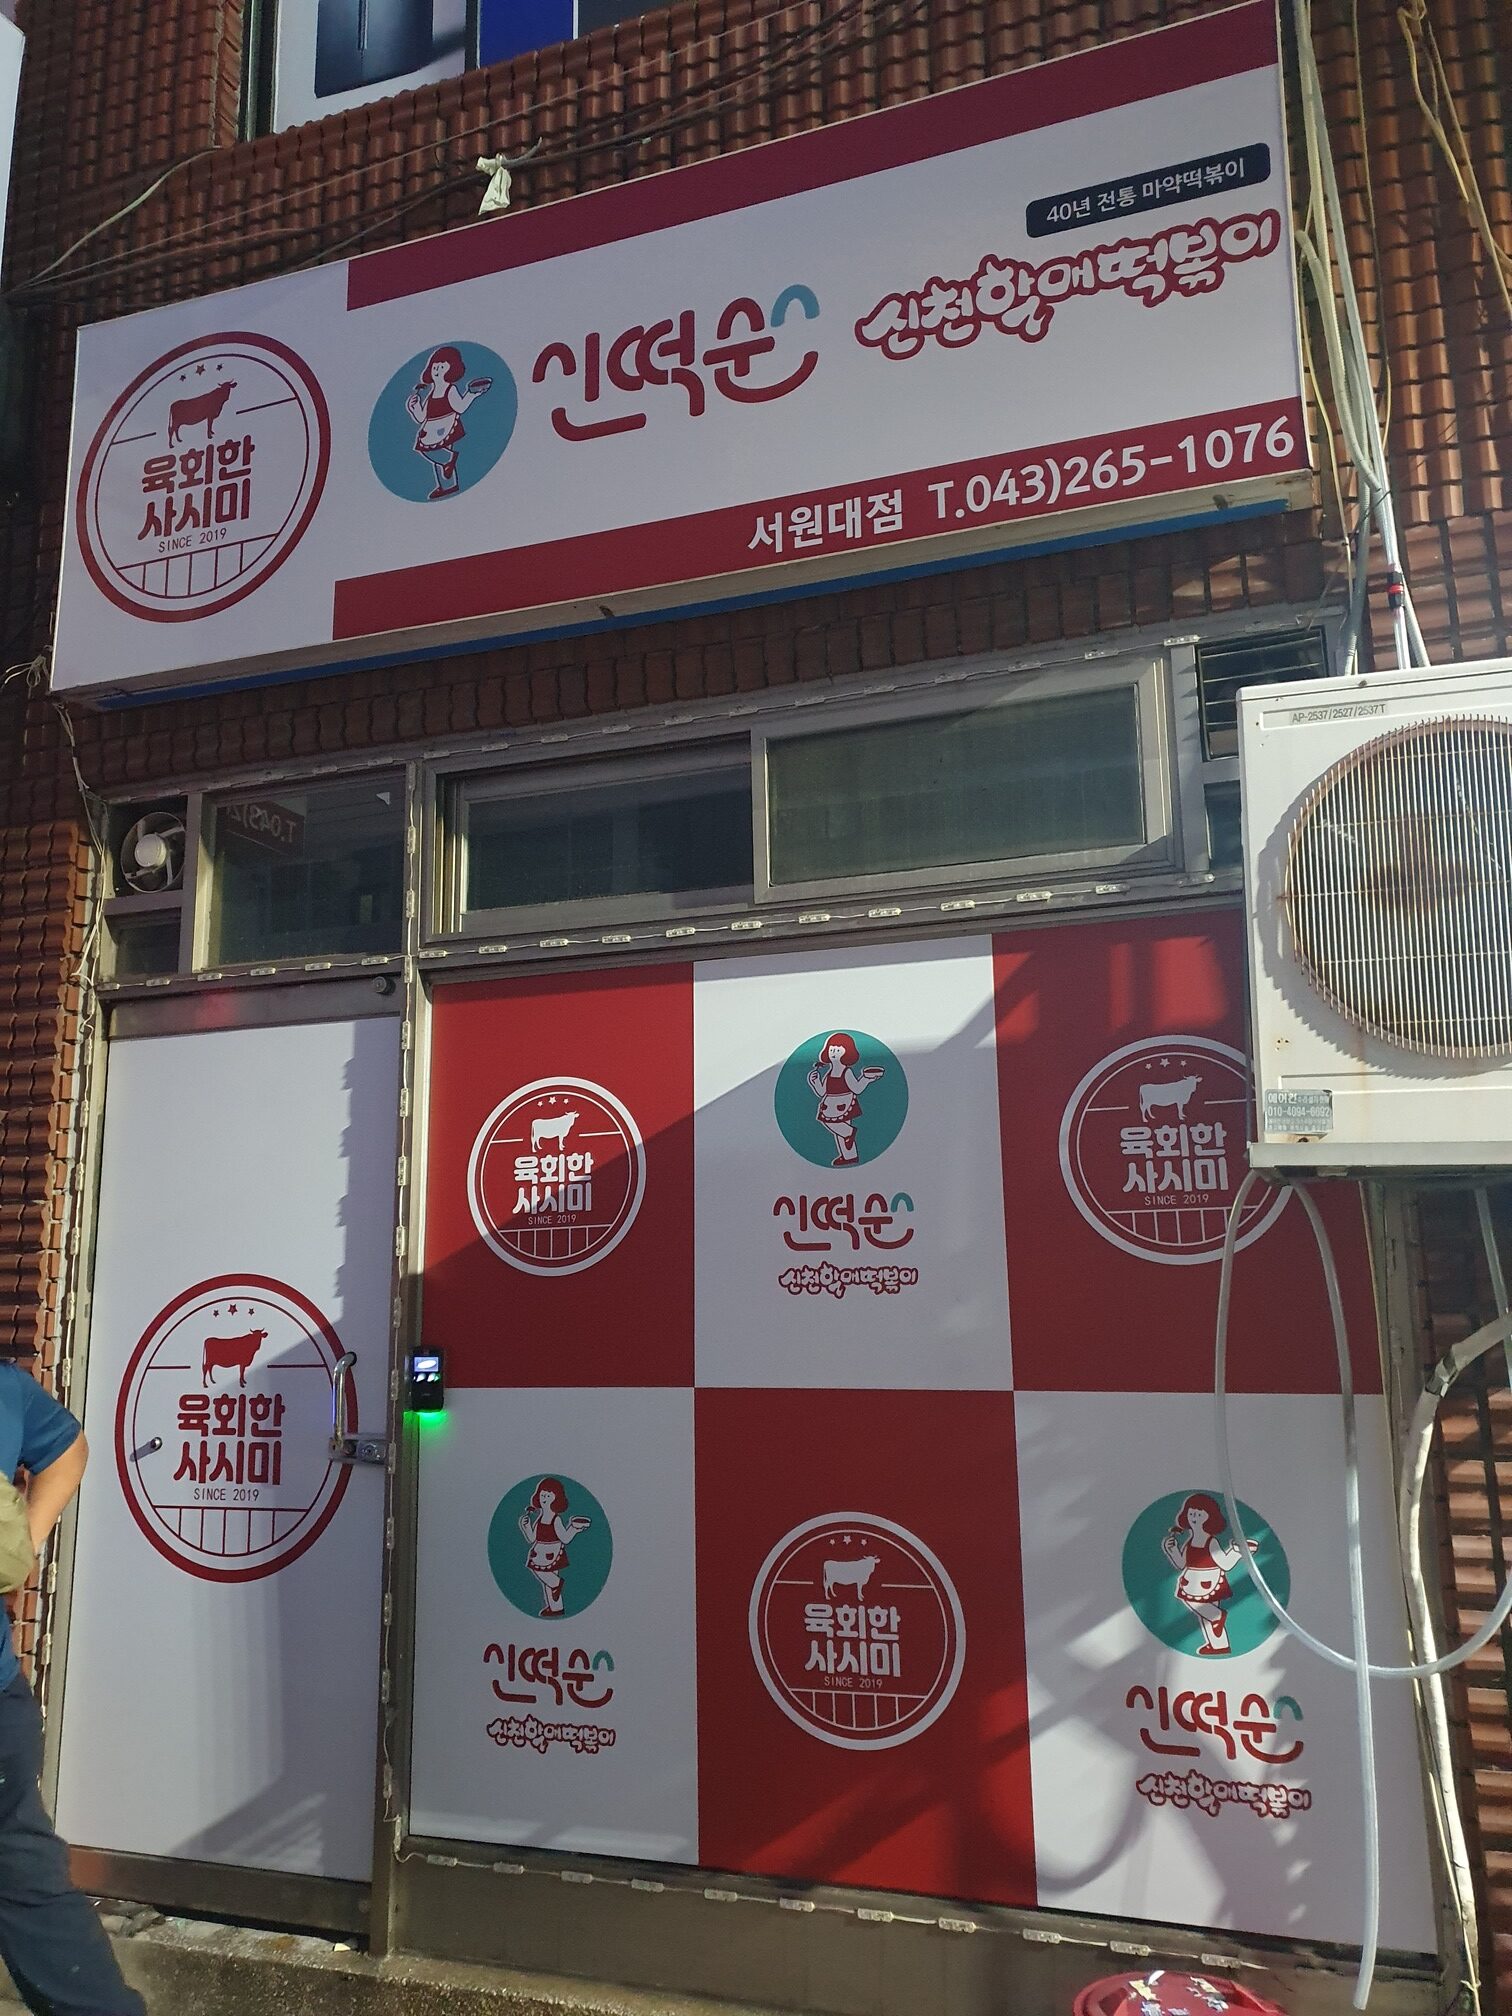 40년 전통 마약떡볶이
신떡순
신천할매떡볶이
육회한
사시미
SINCE 2019
서원대점 T.043)265-1076
AP-2537/2527/2537T
육회한
사시미
SINCE 2019
신떡순
신천할매떡볶이
육회한
사시미
SINCE 2019
에어컨
010-4094-6692
육회한
사시미
SINCE 2019
신떡순
신천할매떡볶이
육회한
사시미
SINCE 2019
신떡순
신천할매떡볶이